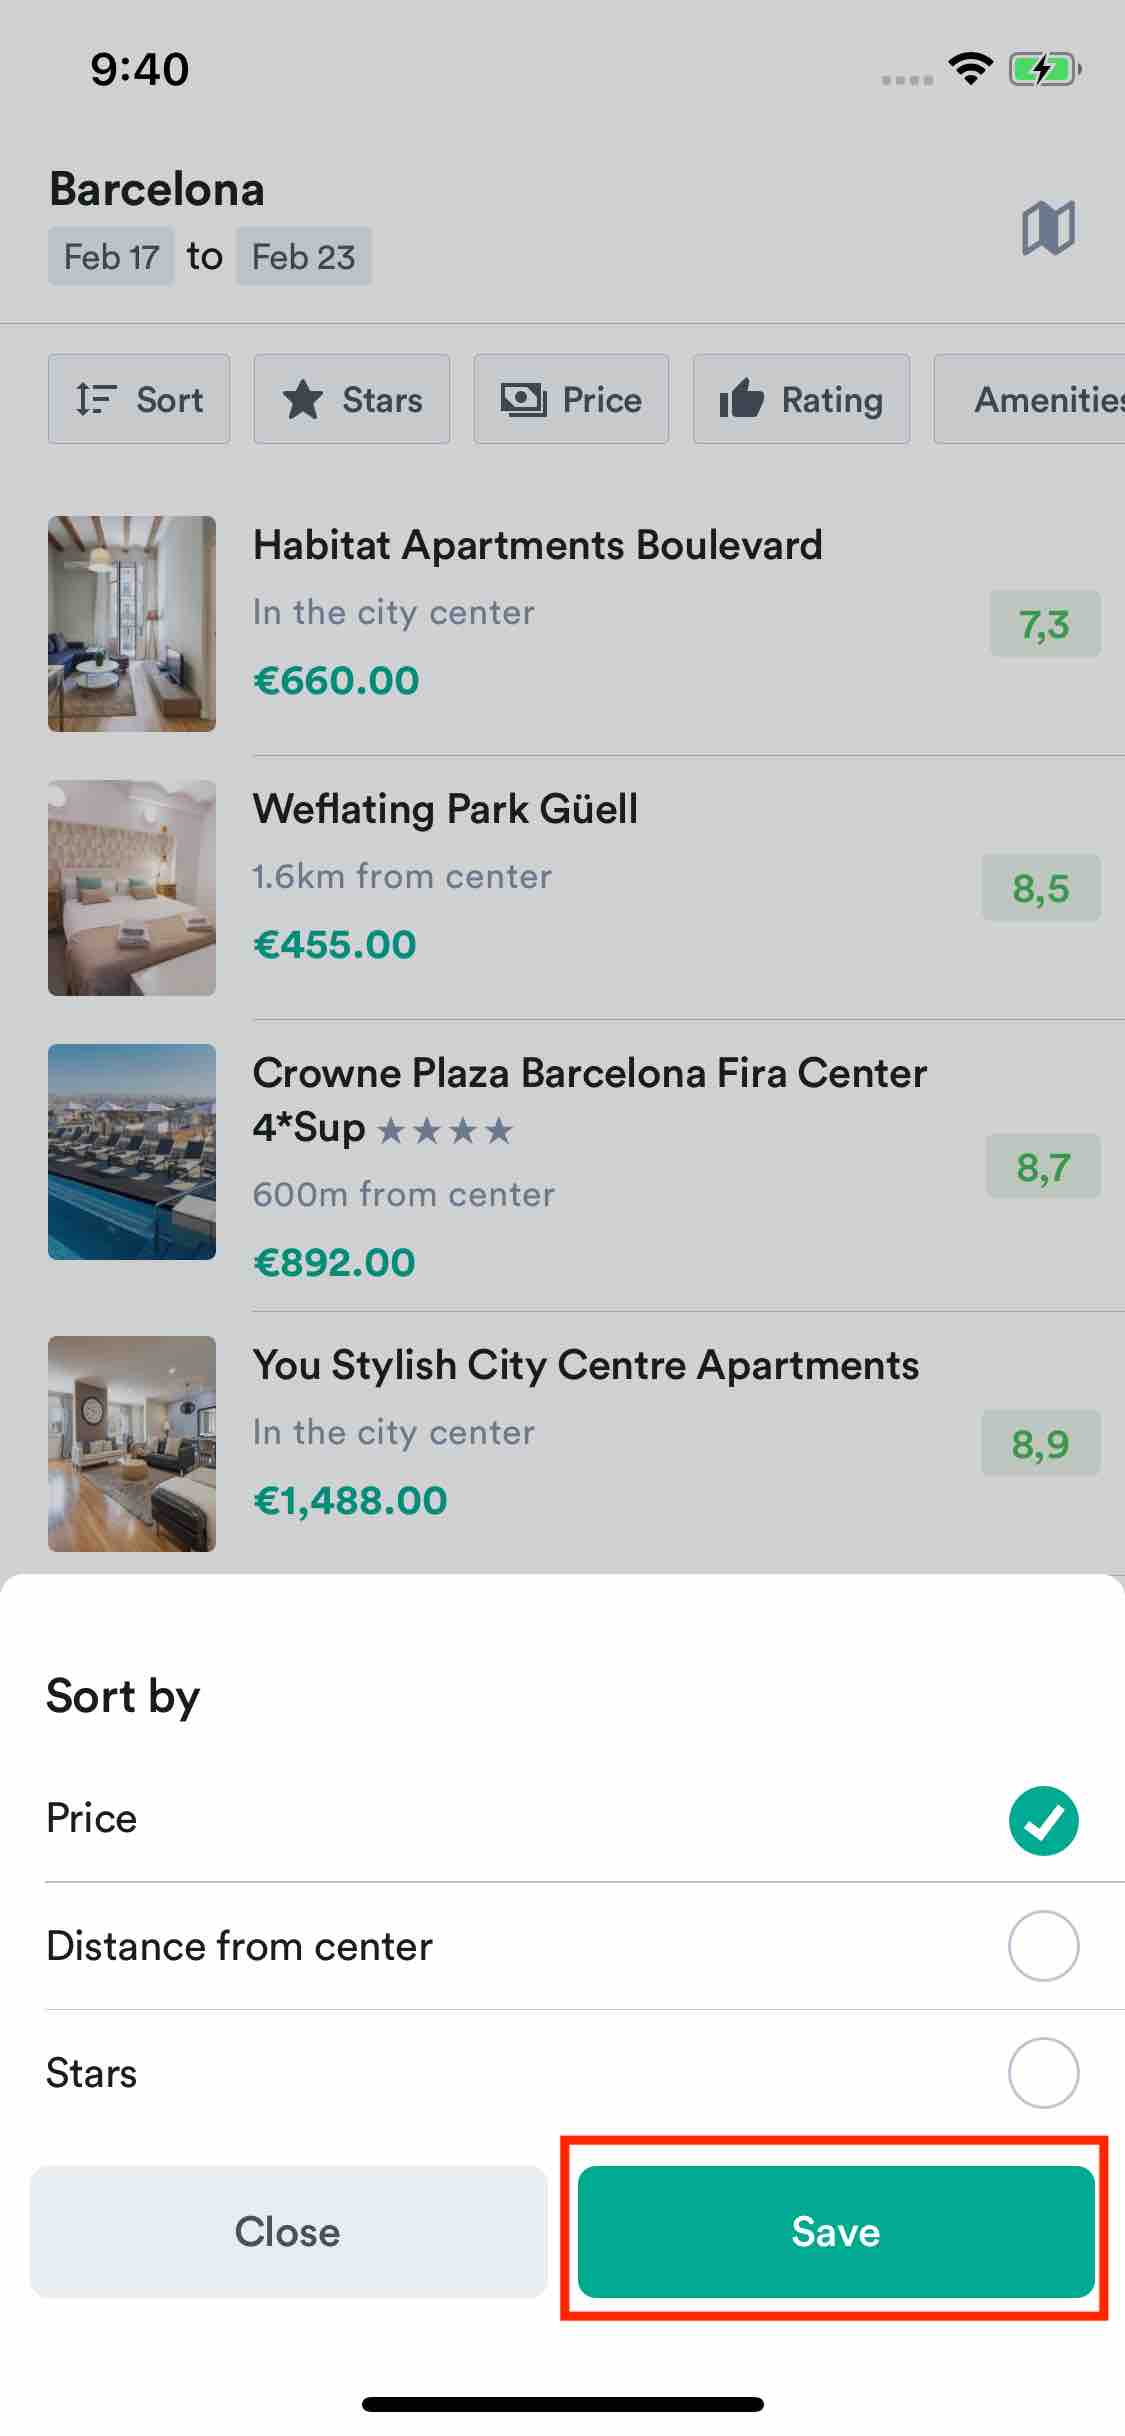 9:40
Barcelona
Feb 17 to Feb 23
Sort Stars Price Rating Amenities
Habitat Apartments Boulevard
In the city center
7,3
€660.00
Weflating Park Güell
1.6km from center
8,5
€455.00
Crowne Plaza Barcelona Fira Center
4*Sup
8,7
600m from center
€892.00
You Stylish City Centre Apartments
In the city center
8,9
€1,488.00
Sort by
Price
Distance from center
Stars
Close Save